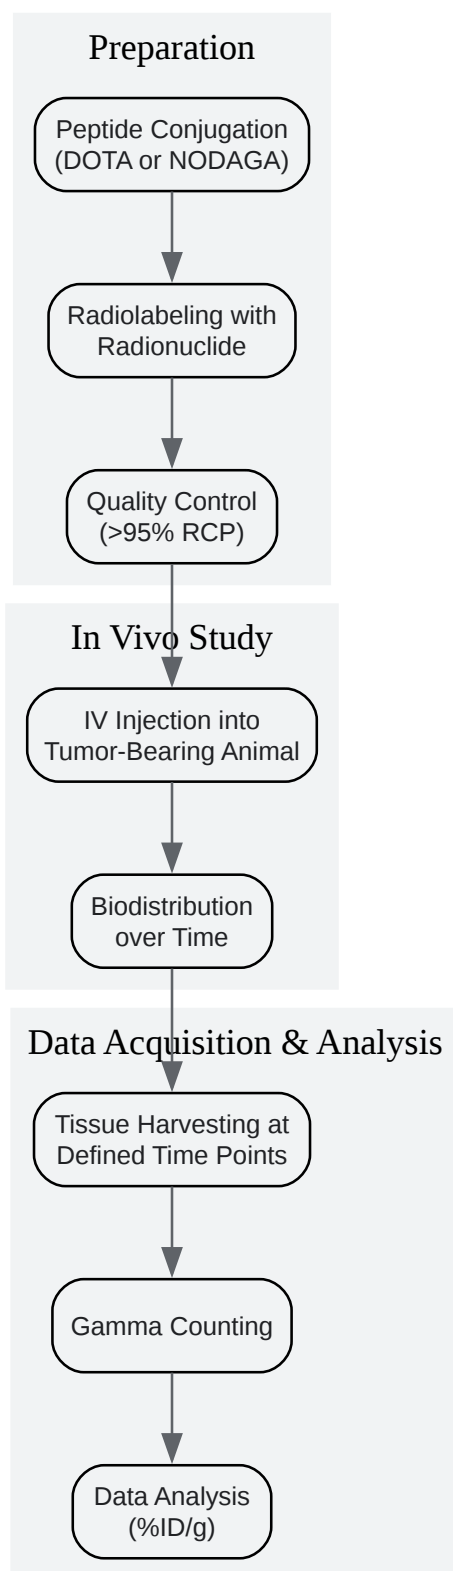 Preparation
Peptide Conjugation
(DOTA or NODAGA)
Radiolabeling with
Radionuclide
Quality Control
(>95% RCP)
In Vivo Study
IV Injection into
Tumor-Bearing Animal
Biodistribution
over Time
Data Acquisition & Analysis
Tissue Harvesting at
Defined Time Points
Gamma Counting
Data Analysis
(%ID/g)